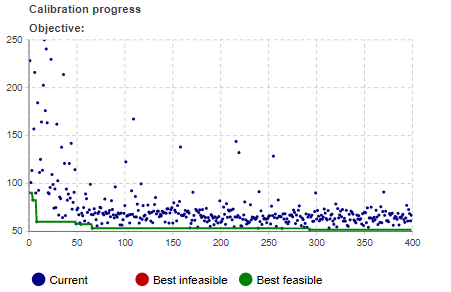 Calibration progress
Objective:
250
200
150
100
50
0 50 100 150 200 250 300 350 400
Current Best infeasible Best feasible